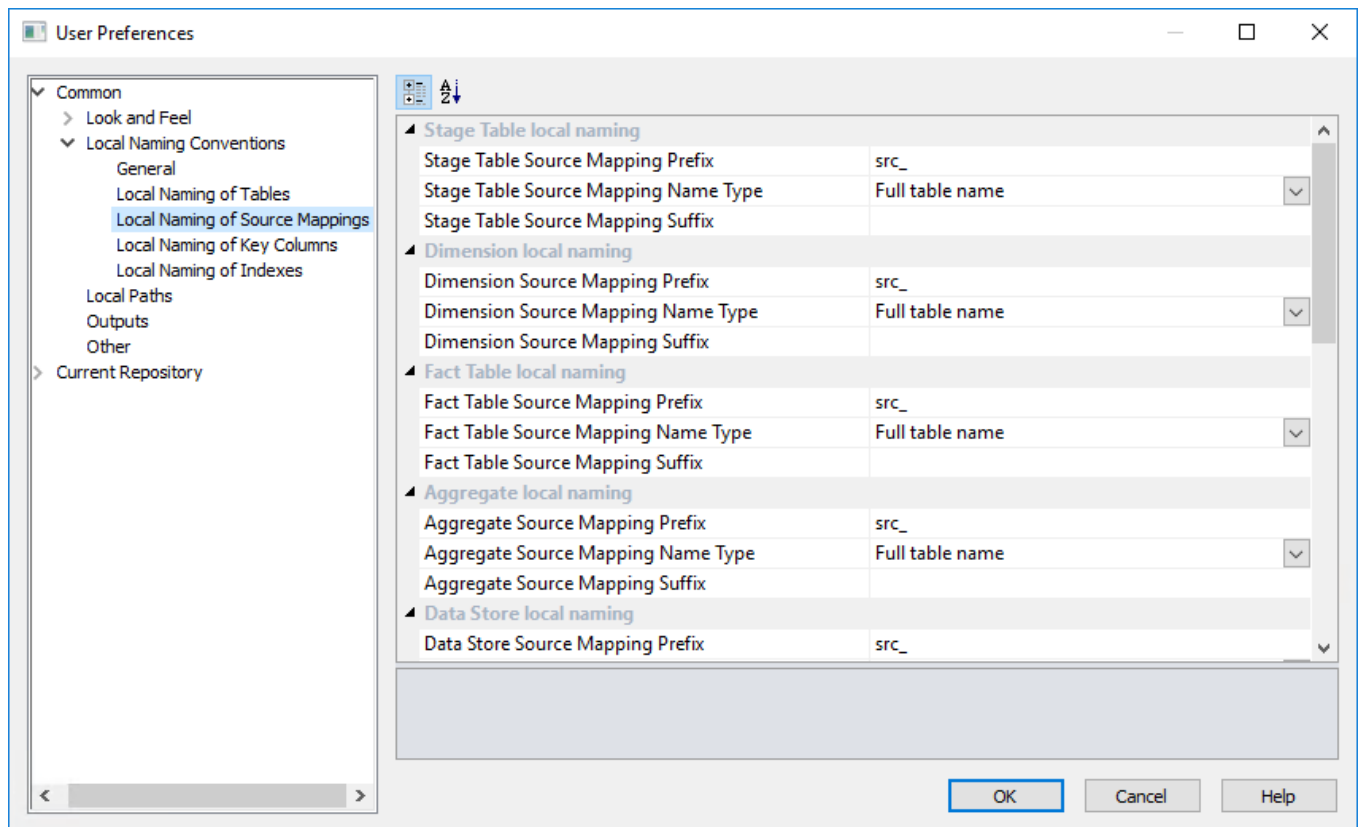 User Preferences
Common
Look and Feel
Local Naming Conventions
General
Local Naming of Tables
Local Naming of Source Mappings
Local Naming of Key Columns
Local Naming of Indexes
Local Paths
Outputs
Other
Current Repository
Stage Table local naming
Stage Table Source Mapping Prefix src_
Stage Table Source Mapping Name Type Full table name
Stage Table Source Mapping Suffix
Dimension local naming
Dimension Source Mapping Prefix src_
Dimension Source Mapping Name Type Full table name
Dimension Source Mapping Suffix
Fact Table local naming
Fact Table Source Mapping Prefix src_
Fact Table Source Mapping Name Type Full table name
Fact Table Source Mapping Suffix
Aggregate local naming
Aggregate Source Mapping Prefix src_
Aggregate Source Mapping Name Type Full table name
Aggregate Source Mapping Suffix
Data Store local naming
Data Store Source Mapping Prefix src_
OK Cancel Help